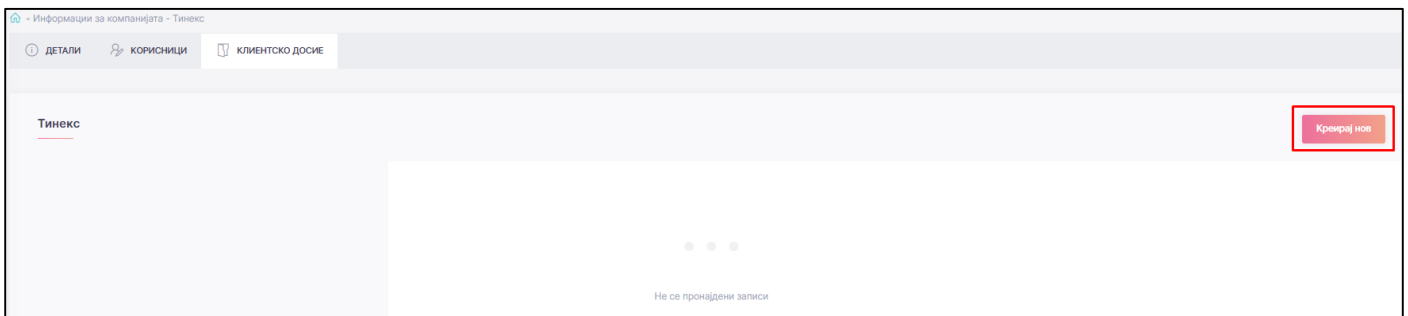 - Информации за компанијата - Тинекс
ДЕТАЛИ КОРИСНИЦИ КЛИЕНТСКО ДОСИЕ
Тинекс
Креирај нов
Не се пронајдени записи